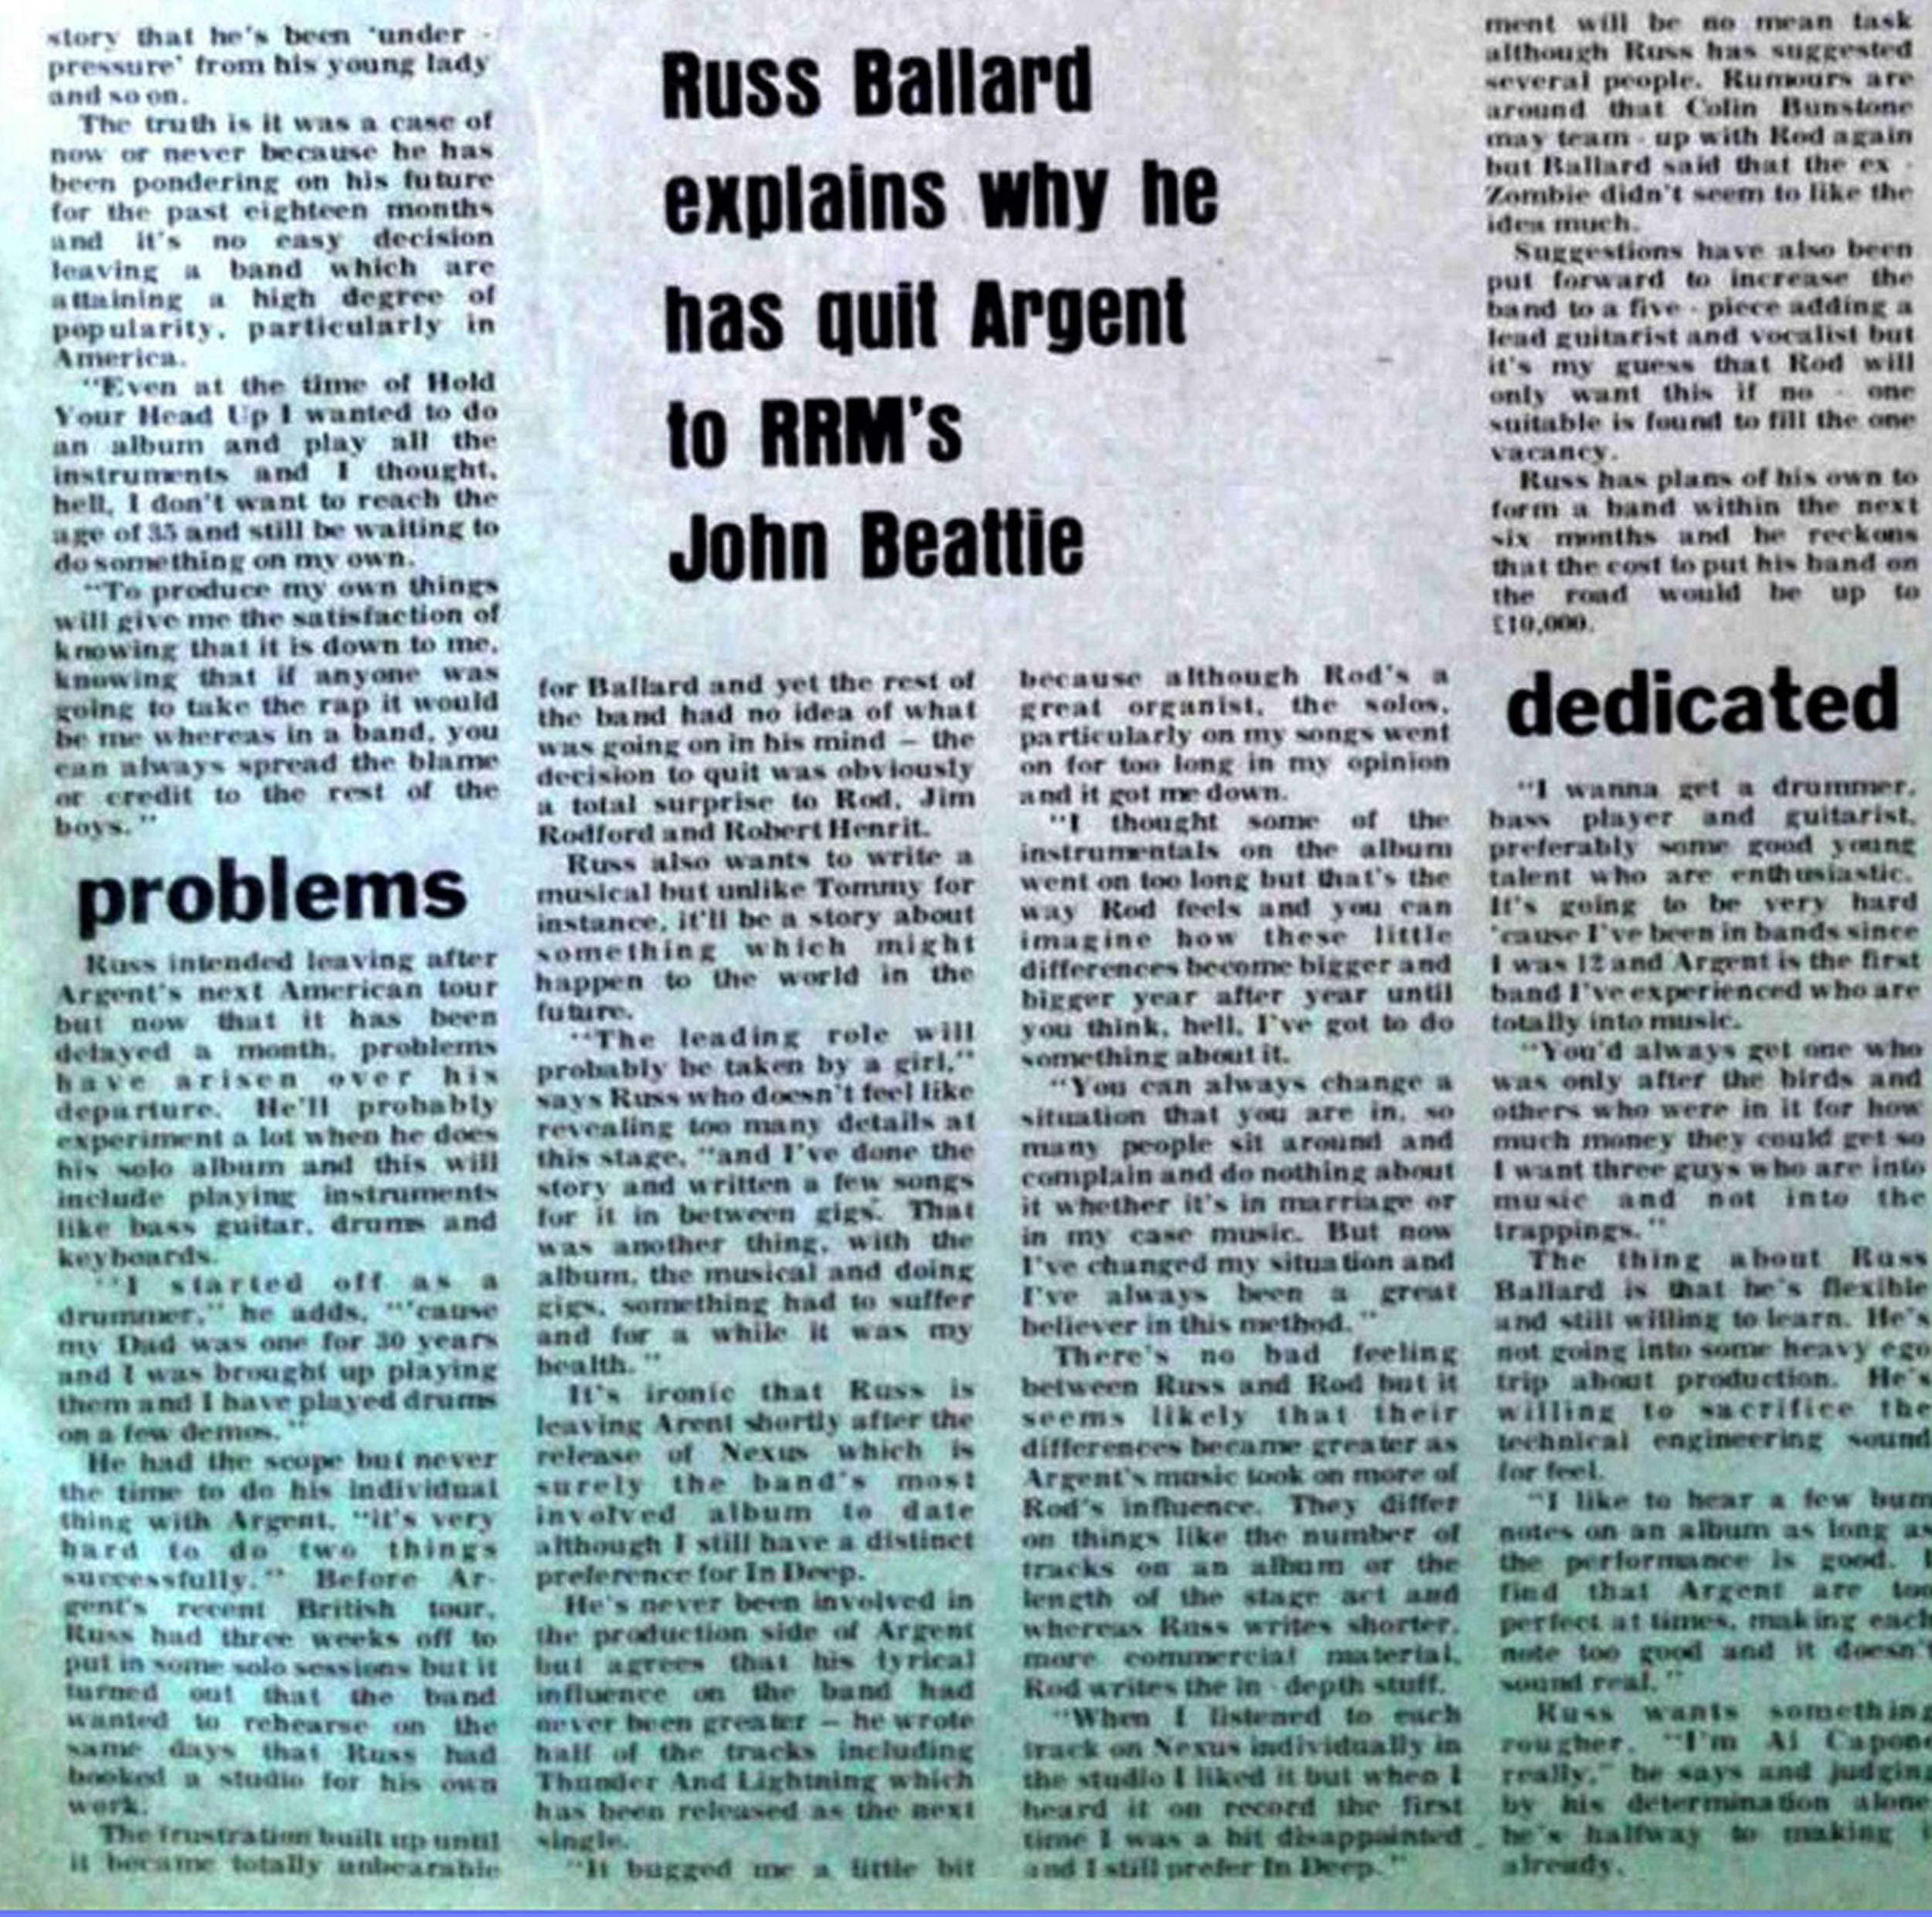 story that he's been 'under -
pressure' from his young lady
and so on.
The truth is it was a case of
now or never because he has
been pondering on his future
for the past eighteen months
and it's no easy decision
leaving a band which are
attaining a high degree of
popularity, particularly in
America.
"Even at the time of Hold
Your Head Up I wanted to do
an album and play all the
instruments and I thought,
hell, I don't want to reach the
age of 35 and still be waiting to
do something on my own.
"To produce my own things
will give me the satisfaction of
knowing that it is down to me,
knowing that if anyone was
going to take the rap it would
be me whereas in a band, you
can always spread the blame
or credit to the rest of the
boys."
problems
Russ intended leaving after
Argent's next American tour
but now that it has been
delayed a month, problems
have arisen over his
departure. He'll probably
experiment a lot when he does
his solo album and this will
include playing instruments
like bass guitar, drums and
keyboards.
"I started off as a
drummer," he adds, "'cause
my Dad was one for 30 years
and I was brought up playing
them and I have played drums
on a few demos."
He had the scope but never
the time to do his individual
thing with Argent, "it's very
hard to do two things
successfully." Before Ar-
gent's recent British tour,
Russ had three weeks off to
put in some solo sessions but it
turned out that the band
wanted to rehearse on the
same days that Russ had
booked a studio for his own
work.
The frustration built up until
it became totally unbearable
Russ Ballard
explains why he
has quit Argent
to RRM's
John Beattie
for Ballard and yet the rest of
the band had no idea of what
was going on in his mind — the
decision to quit was obviously
a total surprise to Rod, Jim
Rodford and Robert Henrit.
Russ also wants to write a
musical but unlike Tommy for
instance, it'll be a story about
something which might
happen to the world in the
future.
"The leading role will
probably be taken by a girl,"
says Russ who doesn't feel like
revealing too many details at
this stage, "and I've done the
story and written a few songs
for it in between gigs. That
was another thing, with the
album, the musical and doing
gigs, something had to suffer
and for a while it was my
health."
It's ironic that Russ is
leaving Arent shortly after the
release of Nexus which is
surely the band's most
involved album to date
although I still have a distinct
preference for In Deep.
He's never been involved in
the production side of Argent
but agrees that his lyrical
influence on the band had
never been greater — he wrote
half of the tracks including
Thunder And Lightning which
has been released as the next
single.
"It bugged me a little bit
because although Rod's a
great organist, the solos,
particularly on my songs went
on for too long in my opinion
and it got me down.
"I thought some of the
instrumentals on the album
went on too long but that's the
way Rod feels and you can
imagine how these little
differences become bigger and
bigger year after year until
you think, hell, I've got to do
something about it.
"You can always change a
situation that you are in, so
many people sit around and
complain and do nothing about
it whether it's in marriage or
in my case music. But now
I've changed my situation and
I've always been a great
believer in this method."
There's no bad feeling
between Russ and Rod but it
seems likely that their
differences became greater as
Argent's music took on more of
Rod's influence. They differ
on things like the number of
tracks on an album or the
length of the stage act and
whereas Russ writes shorter,
more commercial material,
Rod writes the in - depth stuff.
"When I listened to each
track on Nexus individually in
the studio I liked it but when I
heard it on record the first
time I was a bit disappointed
and I still prefer In Deep."
ment will be no mean task
although Russ has suggested
several people. Rumours are
around that Colin Bunstone
may team - up with Rod again
but Ballard said that the ex -
Zombie didn't seem to like the
idea much.
Suggestions have also been
put forward to increase the
band to a five - piece adding a
lead guitarist and vocalist but
it's my guess that Rod will
only want this if no - one
suitable is found to fill the one
vacancy.
Russ has plans of his own to
form a band within the next
six months and he reckons
that the cost to put his band on
the road would be up to
£10,000.
dedicated
"I wanna get a drummer,
bass player and guitarist,
preferably some good young
talent who are enthusiastic.
It's going to be very hard
'cause I've been in bands since
I was 12 and Argent is the first
band I've experienced who are
totally into music.
"You'd always get one who
was only after the birds and
others who were in it for how
much money they could get so
I want three guys who are into
music and not into the
trappings."
The thing about Russ
Ballard is that he's flexible
and still willing to learn. He's
not going into some heavy ego
trip about production. He's
willing to sacrifice the
technical engineering sound
for feel.
"I like to hear a few bum
notes on an album as long as
the performance is good. I
find that Argent are too
perfect at times, making each
note too good and it doesn't
sound real."
Russ wants something
rougher. "I'm Al Capone
really," he says and judging
by his determination alone
he's halfway to making
already.